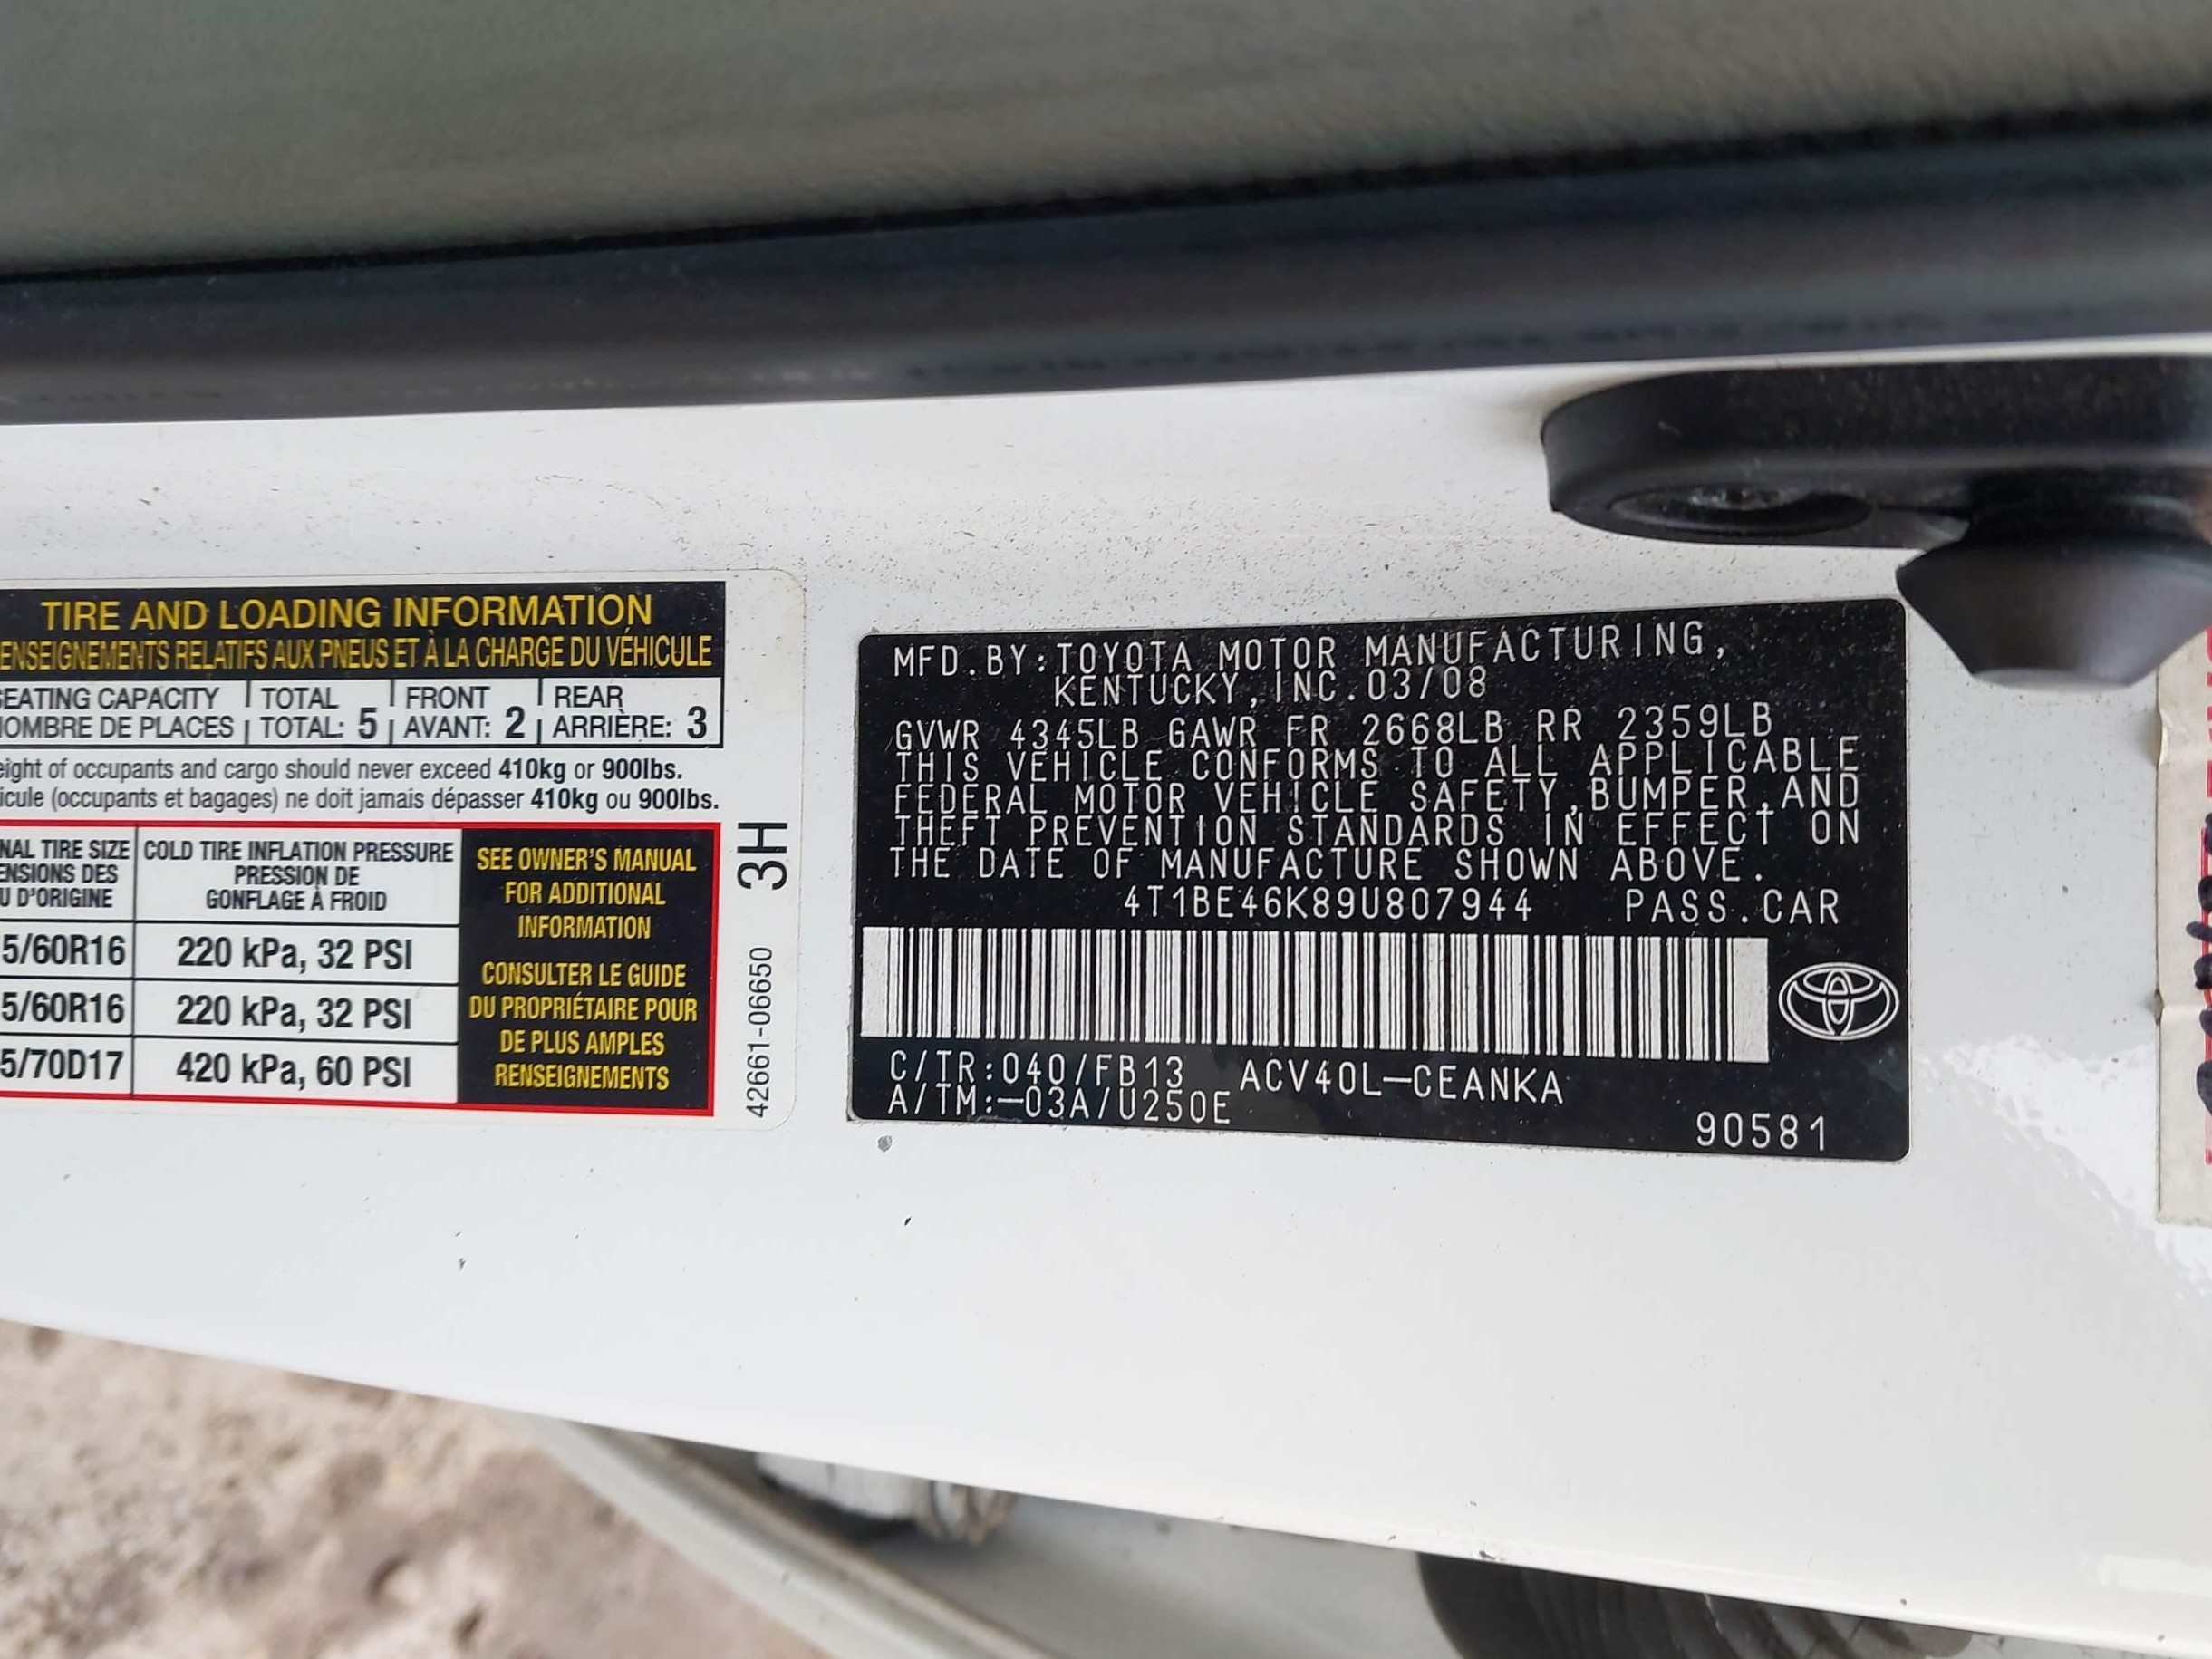 TIRE AND LOADING INFORMATION
ENSEIGNEMENTS RELATIFS AUX PNEUS ET À LA CHARGE DU VÉHICULE
EATING CAPACITY TOTAL FRONT REAR
OMBRE DE PLACES TOTAL: 5 AVANT: 2 ARRIÈRE: 3
eight of occupants and cargo should never exceed 410kg or 900lbs.
icule (occupants et bagages) ne doit jamais dépasser 410kg ou 900lbs.
NAL TIRE SIZE
ENSIONS DES
U D'ORIGINE
COLD TIRE INFLATION PRESSURE
PRESSION DE
GONFLAGE À FROID
5/60R16 220 kPa, 32 PSI
5/60R16 220 kPa, 32 PSI
5/70D17 420 kPa, 60 PSI
SEE OWNER'S MANUAL
FOR ADDITIONAL
INFORMATION
CONSULTER LE GUIDE
DU PROPRIÉTAIRE POUR
DE PLUS AMPLES
RENSEIGNEMENTS
3H
42661-06650
MFD.BY:TOYOTA MOTOR MANUFACTURING,
KENTUCKY,INC.03/08
GVWR 4345LB GAWR FR 2668LB RR 2359LB
THIS VEHICLE CONFORMS TO ALL APPLICABLE
FEDERAL MOTOR VEHICLE SAFETY,BUMPER,AND
THEFT PREVENTION STANDARDS IN EFFECT ON
THE DATE OF MANUFACTURE SHOWN ABOVE.
4T1BE46K89U807944 PASS.CAR
C/TR:040/FB13 ACV40L-CEANKA
A/TM:-03A/U250E
90581